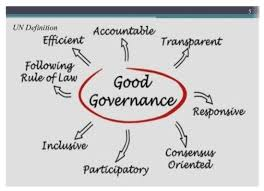 5
UN Definition
Accountable
Efficient
Transparent
Following
Rule of Law
Good
Governance
Responsive
Inclusive
Consensus
Oriented
Participatory